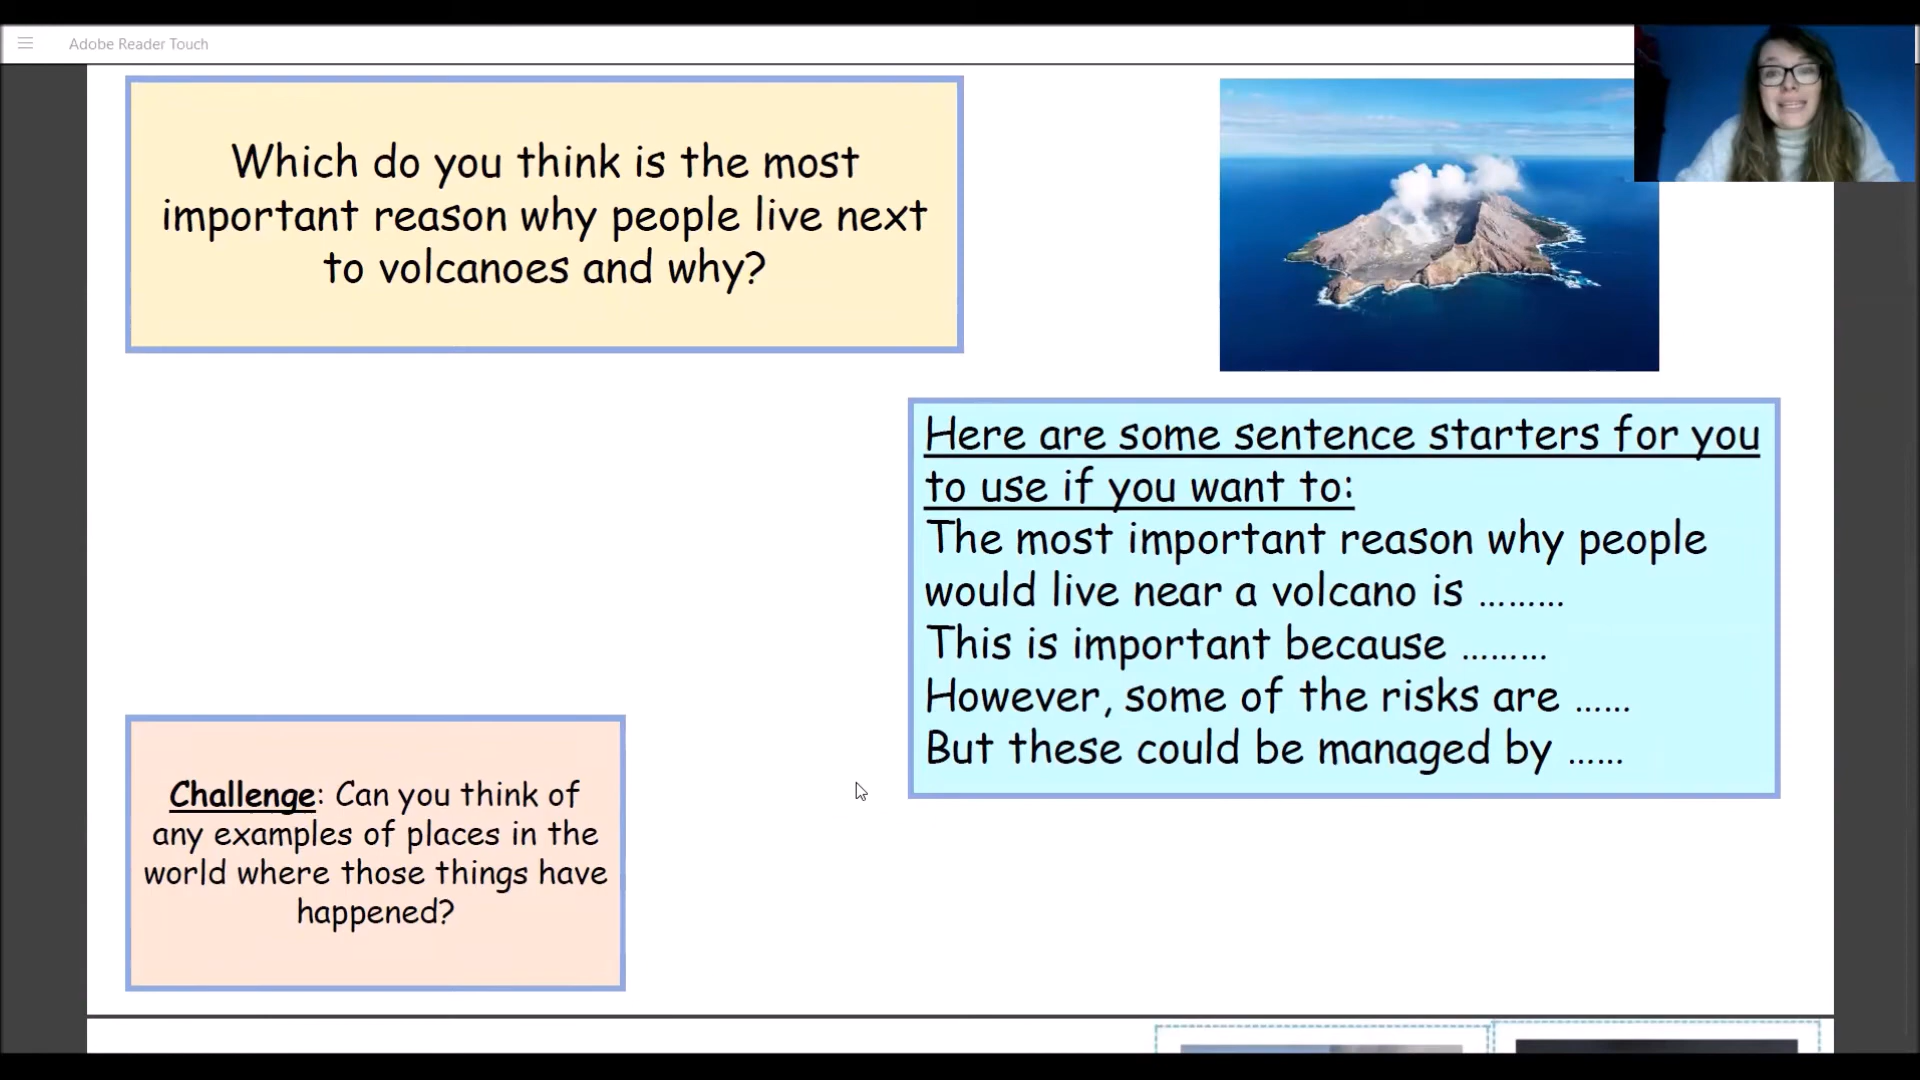 Adobe Reader Touch
Which do you think is the most
important reason why people live next
to volcanoes and why?
Here are some sentence starters for you
to use if you want to:
The most important reason why people
would live near a volcano is .........
This is important because .........
However, some of the risks are ......
But these could be managed by ......
Challenge: Can you think of
any examples of places in the
world where those things have
happened?